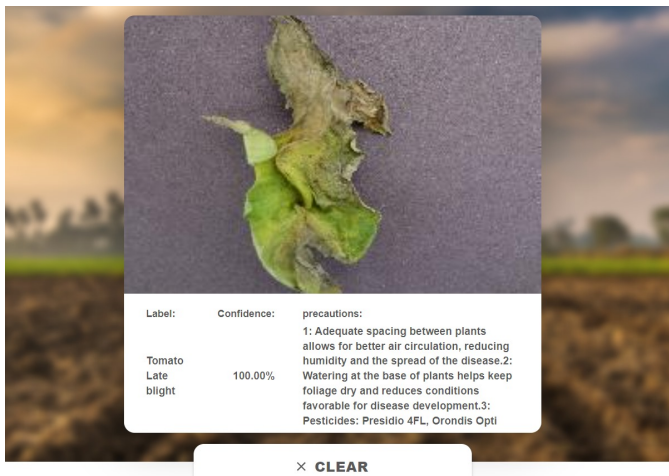 Label:
Confidence:
precautions:
Tomato
Late
blight
100.00%
1: Adequate spacing between plants
allows for better air circulation, reducing
humidity and the spread of the disease.2:
Watering at the base of plants helps keep
foliage dry and reduces conditions
favorable for disease development.3:
Pesticides: Presidio 4FL, Orondis Opti
× CLEAR